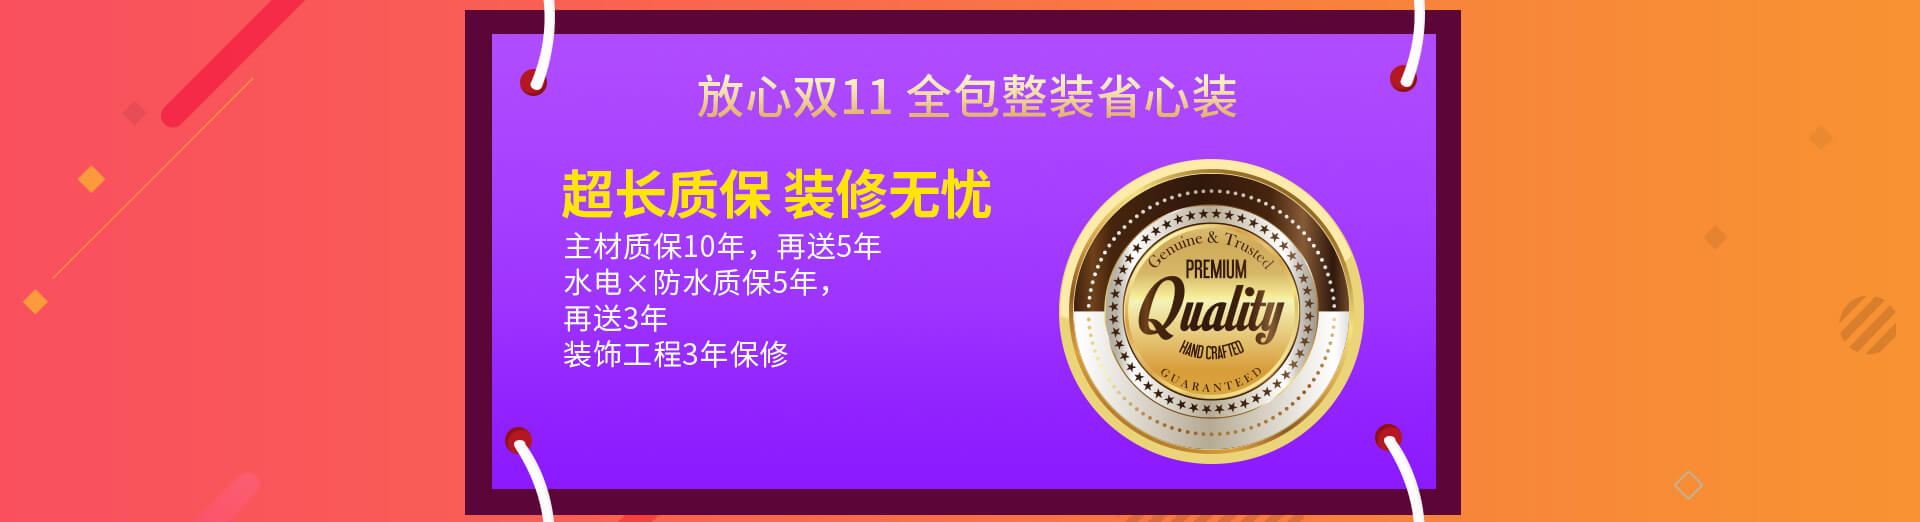 放心双11 全包整装省心装
超长质保 装修无忧
主材质保10年，再送5年
水电×防水质保5年，
再送3年
装饰工程3年保修
Genuine & Trusted
PREMIUM
Quality
HAND CRAFTED
GUARANTEED